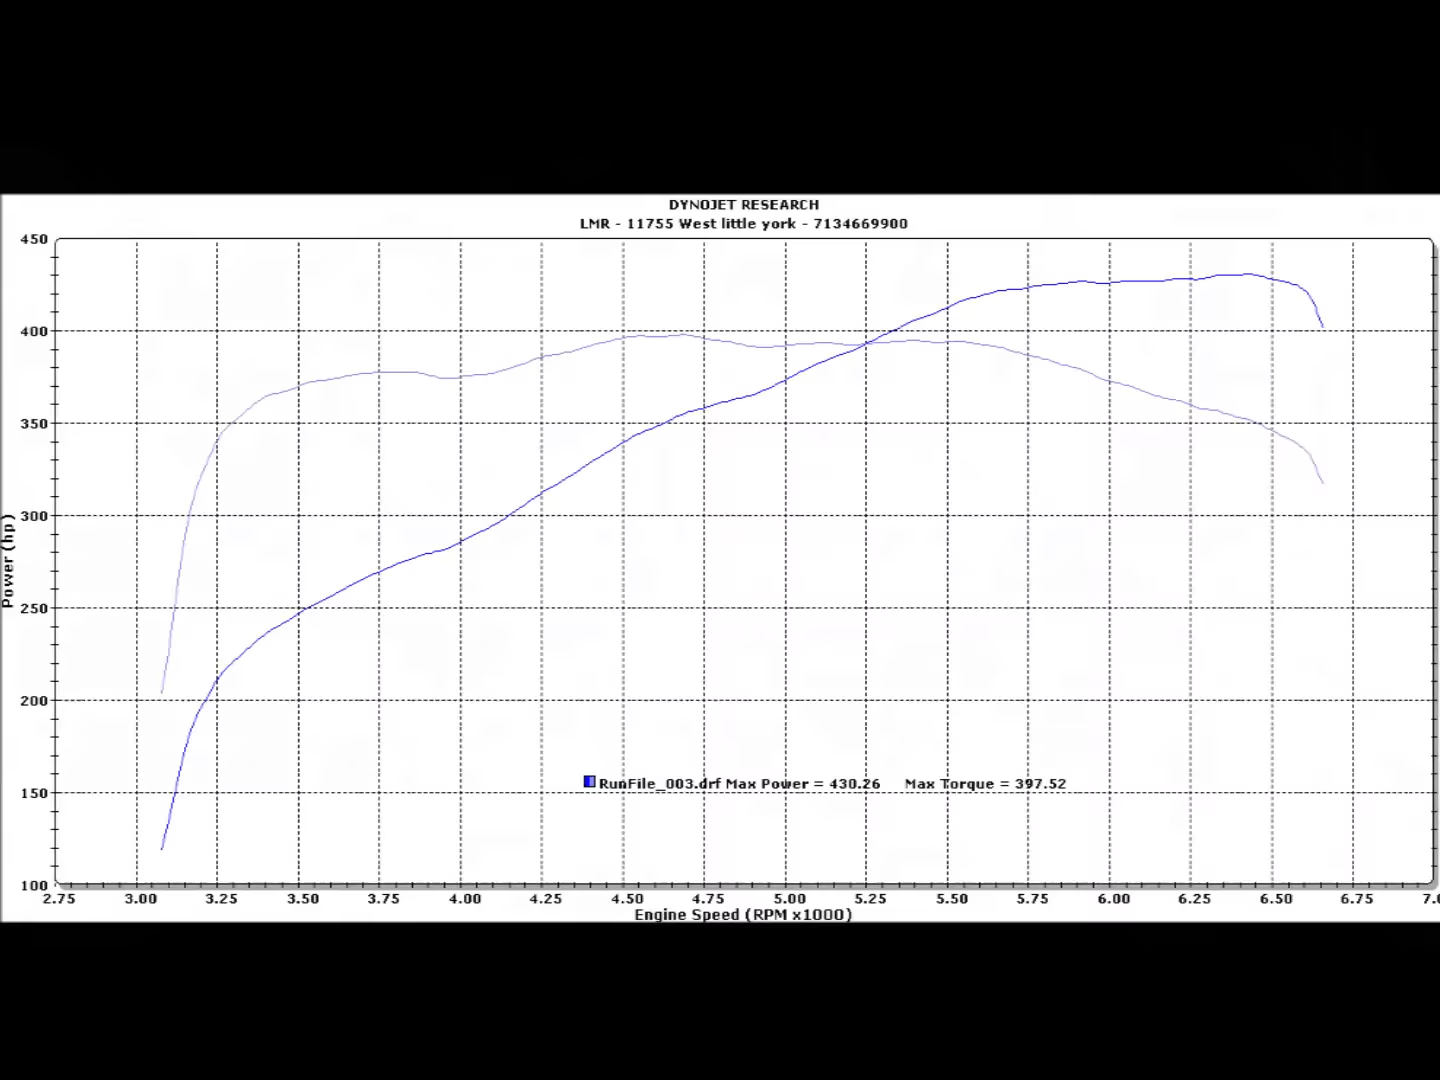 DYNOJET RESEARCH
LMR - 11755 West little york - 7134669900
450
400
350
300
250
200
150
100
Power (hp)
RunFile_003.drf Max Power = 430.26 Max Torque = 397.52
2.75 3.00 3.25 3.50 3.75 4.00 4.25 4.50 4.75 5.00 5.25 5.50 5.75 6.00 6.25 6.50 6.75 7.0
Engine Speed (RPM x1000)